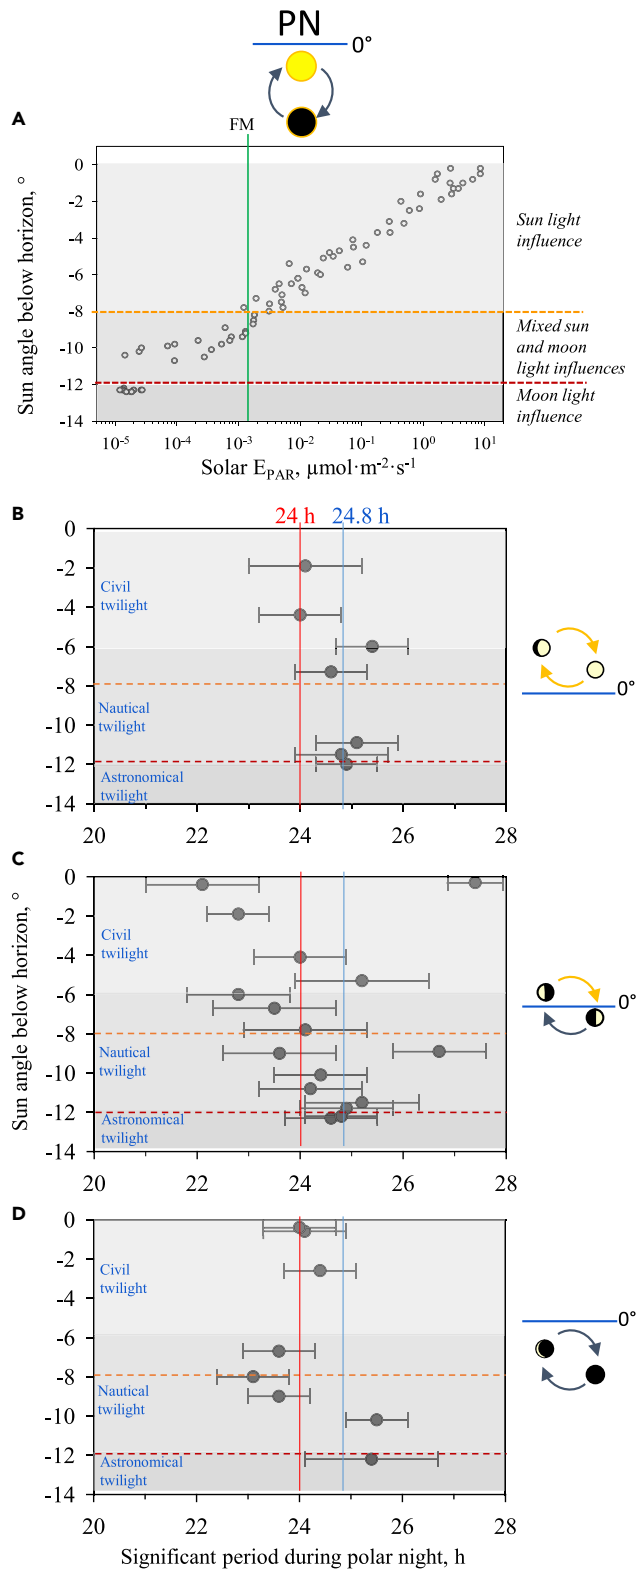 PN
0°
A
FM
0
-2
-4
-6
-8
-10
-12
-14
Sun angle below horizon, °
Sun light
influence
Mixed sun
and moon
light influences
Moon light
influence
10-5
10-4
10-3
10-2
10-1
100
101
Solar EPAR, µmol·m-2·s-1
B
24 h
24.8 h
0
-2
-4
-6
-8
-10
-12
-14
Civil
twilight
Nautical
twilight
Astronomical
twilight
0°
20
22
24
26
28
C
0
-2
-4
-6
-8
-10
-12
-14
Sun angle below horizon, °
Civil
twilight
Nautical
twilight
Astronomical
twilight
0°
20
22
24
26
28
D
0
-2
-4
-6
-8
-10
-12
-14
Civil
twilight
Nautical
twilight
Astronomical
twilight
0°
20
22
24
26
28
Significant period during polar night, h